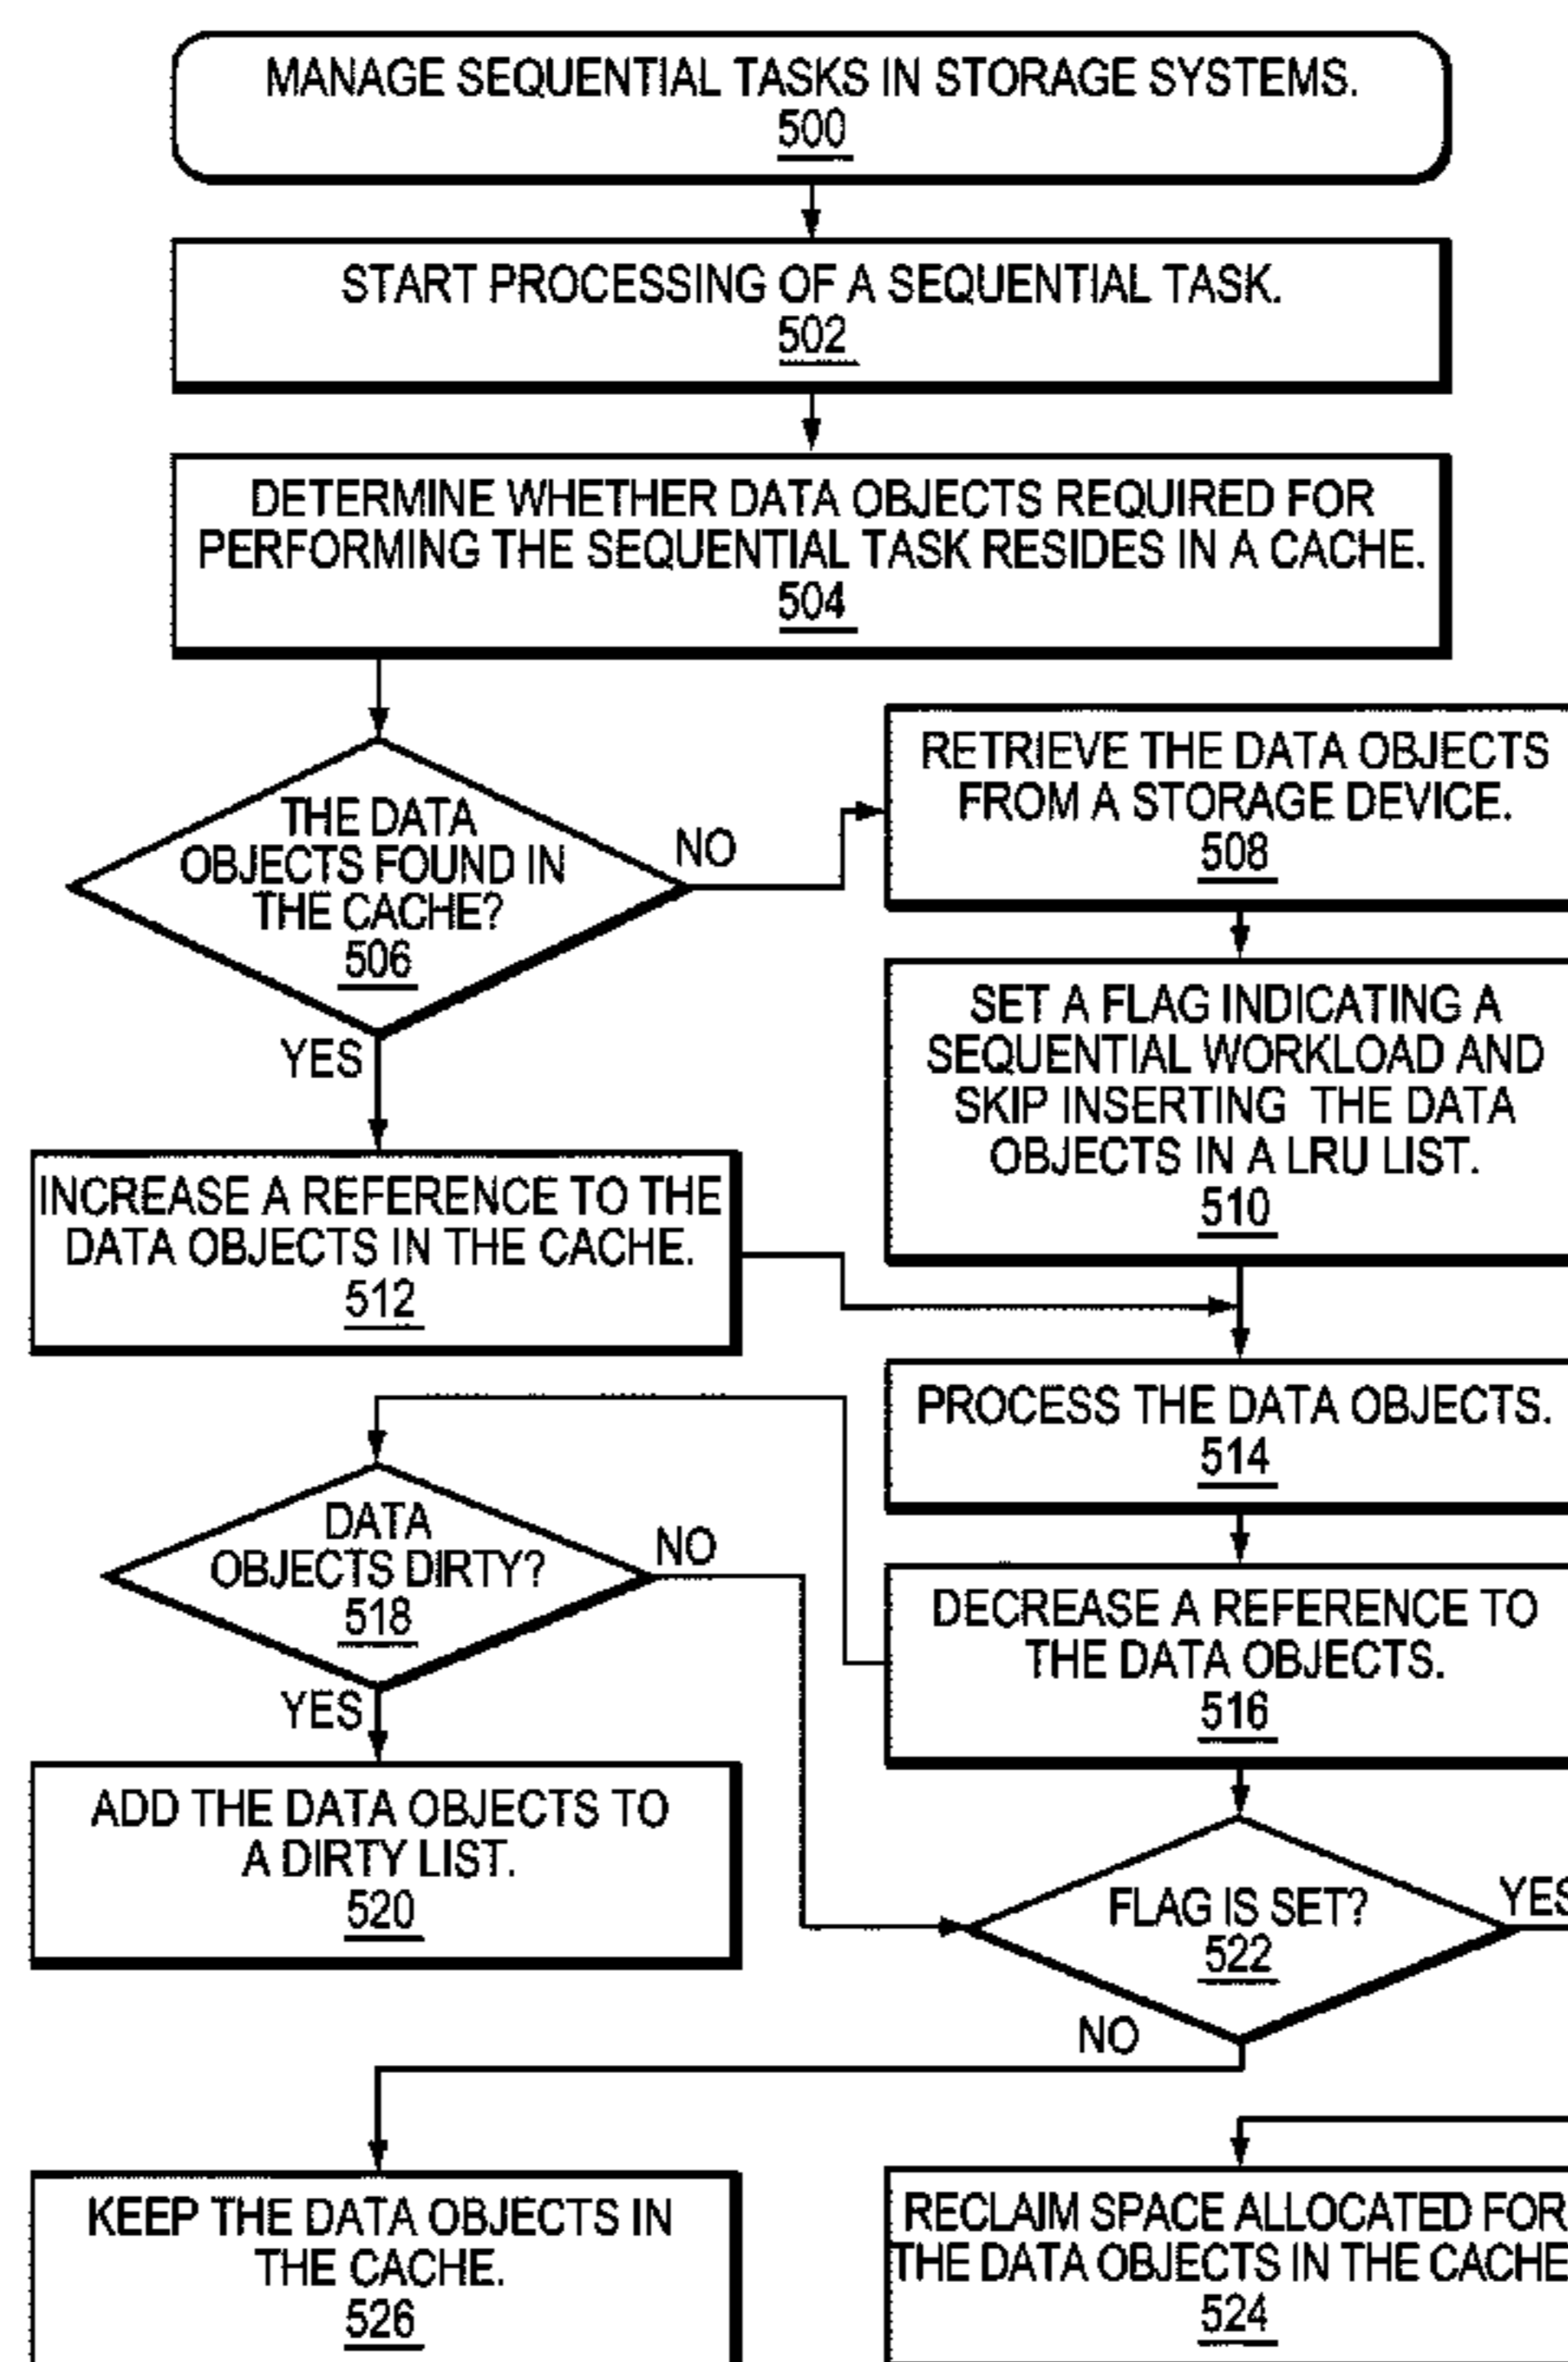 MANAGE SEQUENTIAL TASKS IN STORAGE SYSTEMS.
500
START PROCESSING OF A SEQUENTIAL TASK.
502
DETERMINE WHETHER DATA OBJECTS REQUIRED FOR
PERFORMING THE SEQUENTIAL TASK RESIDES IN A CACHE.
504
THE DATA
OBJECTS FOUND IN
THE CACHE?
506
NO
YES
RETRIEVE THE DATA OBJECTS
FROM A STORAGE DEVICE.
508
SET A FLAG INDICATING A
SEQUENTIAL WORKLOAD AND
SKIP INSERTING THE DATA
OBJECTS IN A LRU LIST.
510
INCREASE A REFERENCE TO THE
DATA OBJECTS IN THE CACHE.
512
PROCESS THE DATA OBJECTS.
514
DECREASE A REFERENCE TO
THE DATA OBJECTS.
516
DATA
OBJECTS DIRTY?
518
NO
YES
ADD THE DATA OBJECTS TO
A DIRTY LIST.
520
FLAG IS SET?
522
YES
NO
KEEP THE DATA OBJECTS IN
THE CACHE.
526
RECLAIM SPACE ALLOCATED FOR
THE DATA OBJECTS IN THE CACHE
524